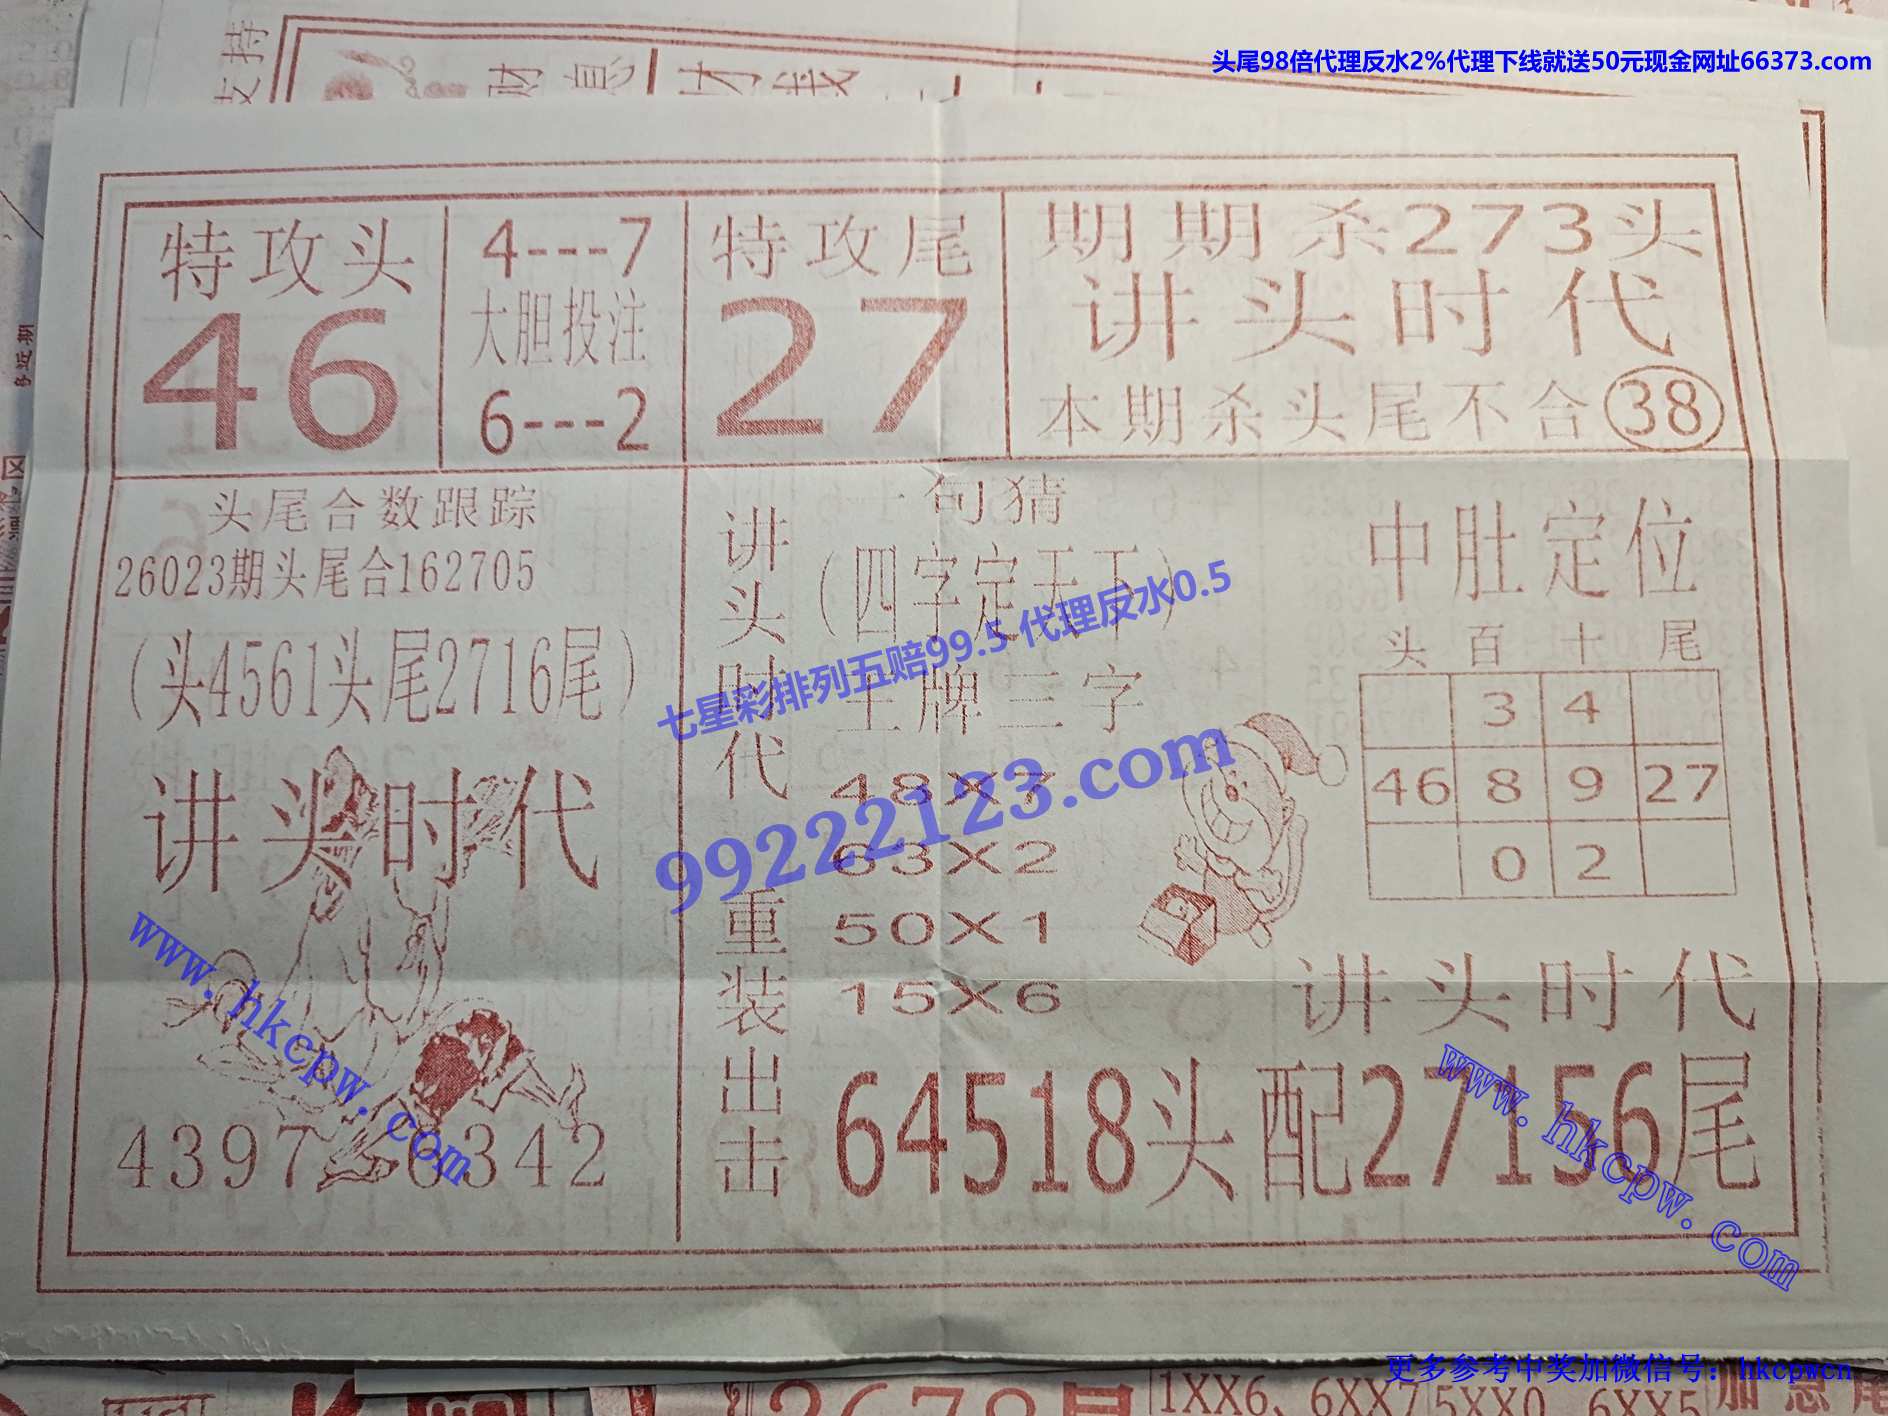 头尾98倍代理反水2%代理下线就送50元现金网址66373.com
支持
财 息
特攻头
46
4---7
大胆投注
6---2
特攻尾
27
期期杀273头
讲头时代
本期杀头尾不合38
头尾合数跟踪
26023期头尾合162705
(头4561头尾2716尾)
讲头时代
4397 6342
讲头时代 重装出击
一句猜
(四字定天下)
王牌三字
48X7
63X2
50X1
15X6
中肚定位
头 百 十 尾
3 4
46 8 9 27
0 2
讲头时代
64518头配27156尾
七星彩排列五赔99.5 代理反水0.5
99222123.com
www.hkcpw.com
www.hkcpw.com
更多参考中奖加微信号：hkcpwcn
1XX6、6XX7 5XX0、6XX5